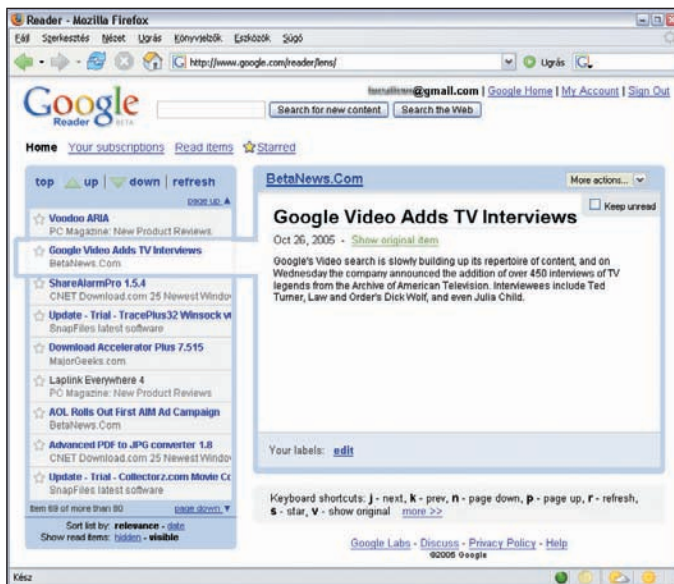 Reader - Mozilla Firefox
Fájl Szerkesztés Nézet Ugrás Könyvjelzők Eszközök Súgó
http://www.google.com/reader/lens/
Ugrás
@gmail.com | Google Home | My Account | Sign Out
Google
Reader BETA
Search for new content
Search the Web
Home Your subscriptions Read items Starred
top up | down | refresh
page up
Voodoo ARIA
PC Magazine: New Product Reviews
Google Video Adds TV Interviews
BetaNews.Com
ShareAlarmPro 1.5.4
CNET Download.com 25 Newest Windo
Update - Trial - TracePlus32 Winsock
SnapFiles latest software
Download Accelerator Plus 7.515
MajorGeeks.com
Laplink Everywhere 4
PC Magazine: New Product Reviews
AOL Rolls Out First AIM Ad Campaign
BetaNews.Com
Advanced PDF to JPG converter 1.8
CNET Download.com 25 Newest Windo
Update - Trial - Collectorz.com Movie Co
SnapFiles latest software
Item 69 of more than 80 page down
Sort list by: relevance - date
Show read items: hidden - visible
BetaNews.Com
More actions...
Keep unread
Google Video Adds TV Interviews
Oct 26, 2005 - Show original item
Google's Video search is slowly building up its repertoire of content, and on
Wednesday the company announced the addition of over 450 interviews of TV
legends from the Archive of American Television. Interviewees include Ted
Turner, Law and Order's Dick Wolf, and even Julia Child.
Your labels: edit
Keyboard shortcuts: j - next, k - prev, n - page down, p - page up, r - refresh,
s - star, v - show original more >>
Google Labs - Discuss - Privacy Policy - Help
©2005 Google
Kész